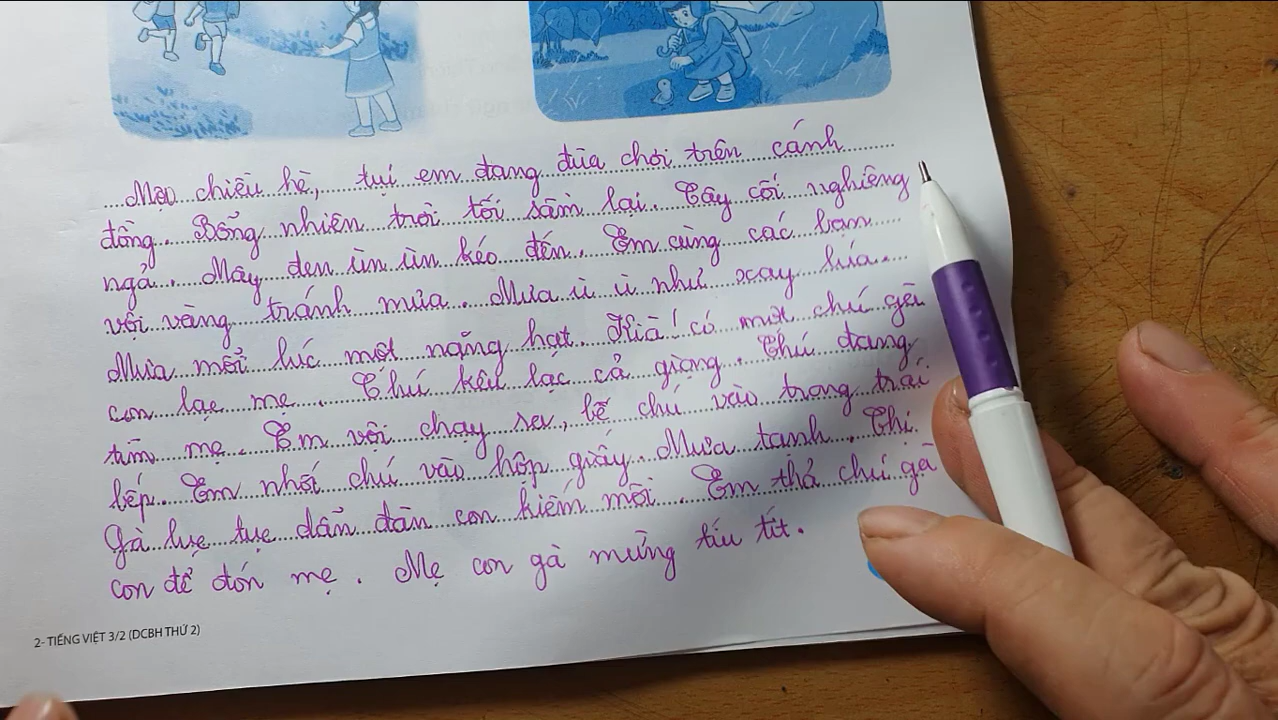 Một chiều hè, tụi em đang đùa chơi trên cánh
đồng. Bỗng nhiên trời tối sầm lại. Cây cối nghiêng
ngả. Mây đen ùn ùn kéo đến. Em cùng các bạn
vội vàng tránh mưa. Mưa ù ù như xay lúa.
Mưa mỗi lúc một nặng hạt. Kìa! có một chú gà
con lạc mẹ. Chú kêu lạc cả giọng. Chú đang
tìm mẹ. Em vội chạy ra, bế chú vào trong trái
bếp. Em nhốt chú vào hộp giấy. Mưa tạnh. Chị
Gà tục tục dẫn đàn con kiếm mồi. Em thả chú gà
con để đón mẹ. Mẹ con gà mừng tíu tít.
2- TIẾNG VIỆT 3/2 (DCBH THỨ 2)